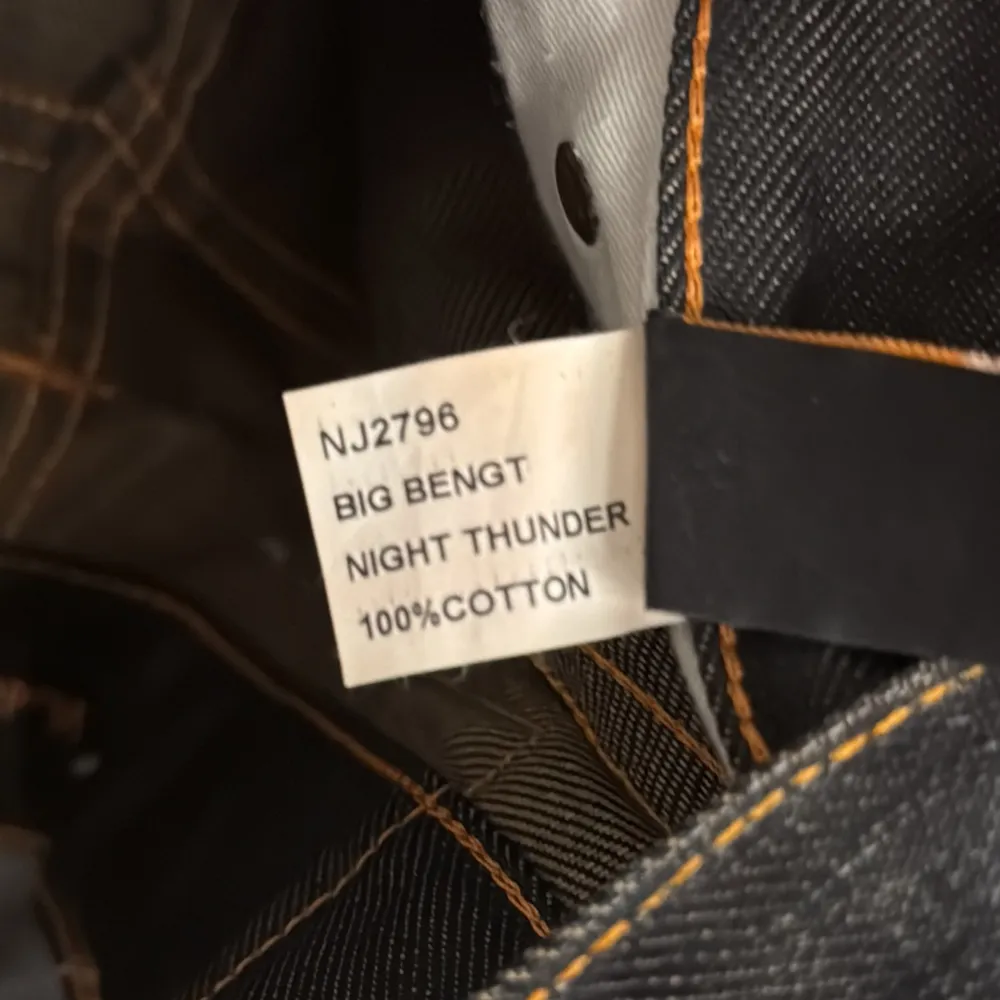 NJ2796
BIG BENGT
NIGHT THUNDER
100%COTTON